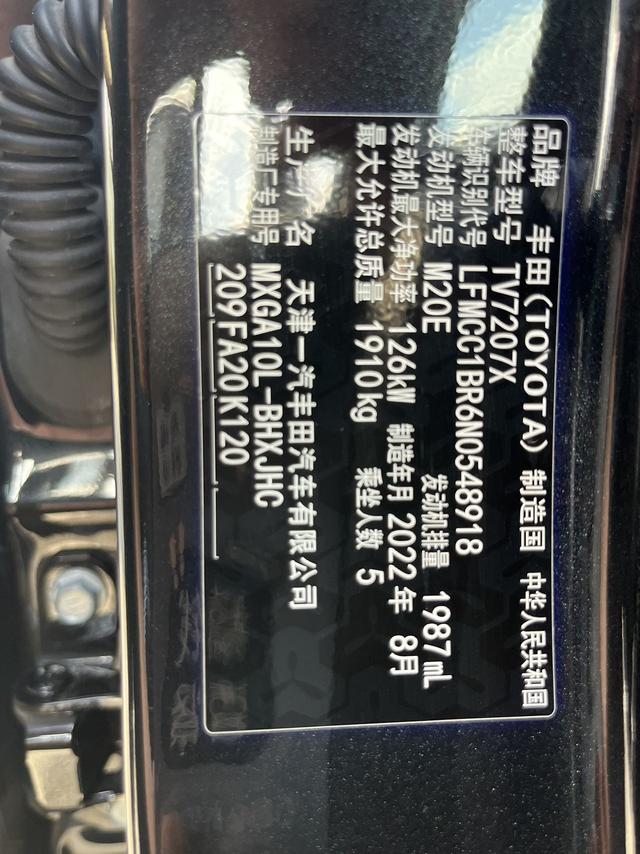 品牌 丰田(TOYOTA) 制造国 中华人民共和国
整车型号 TV7207X
车辆识别代号 LFMCC1BR6N0548918
发动机型号 M20E 发动机排量 1987mL
发动机最大净功率 126kW 制造年月 2022年 8月
最大允许总质量 1910kg 乘坐人数 5
生产厂名 天津一汽丰田汽车有限公司
制造厂专用号 MXGA10L-BHXJHC
209FA20K120